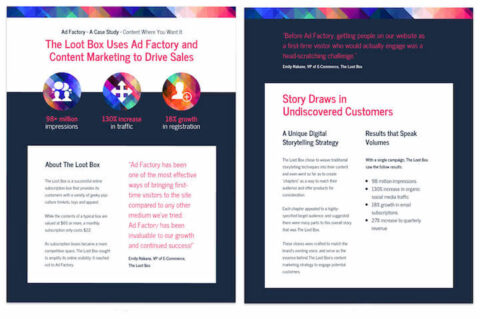 Ad Factory • A Case Study • Content Where You Want It
The Loot Box Uses Ad Factory and
Content Marketing to Drive Sales
98+ million
impressions
130% increase
in traffic
18% growth
in registration
About The Loot Box
The Loot Box is a successful online
subscription box that provides its
customers with a variety of geeky pop
culture trinkets, toys and apparel.
While the contents of a typical box are
valued at $60 or more, a monthly
subscription only costs $22.
As subscription boxes became a more
competitive space, The Loot Box sought
to amplify its online visibility. It reached
out to Ad Factory.
"Ad Factory has been
one of the most effective
ways of bringing first-
time visitors to the site
compared to any other
medium we've tried.
Ad Factory has been
invaluable to our growth
and continued success!"
Emily Nakane, VP of E-Commerce,
The Loot Box
"Before Ad Factory, getting people on our website as
a first-time visitor who would actually engage was a
head-scratching challenge."
Emily Nakane, VP of E-Commerce, The Loot Box
Story Draws in
Undiscovered Customers
A Unique Digital
Storytelling Strategy
The Loot Box chose to weave traditional
storytelling techniques into their content
and even went so far as to create
"chapters" as a way to match their
audience and offer products for
consideration.
Each chapter appealed to a highly-
specified target audience and suggested
there were many parts to this overall story
that was The Loot Box.
These stories were crafted to match the
brand's existing voice, and serve as the
essence behind The Loot Box's content
marketing strategy to engage potential
customers.
Results that Speak
Volumes
With a single campaign, The Loot Box
saw the follow results:
• 98 million impressions
• 130% increase in organic
social media traffic
• 18% growth in email
subscriptions
• 27% increase to quarterly
revenue